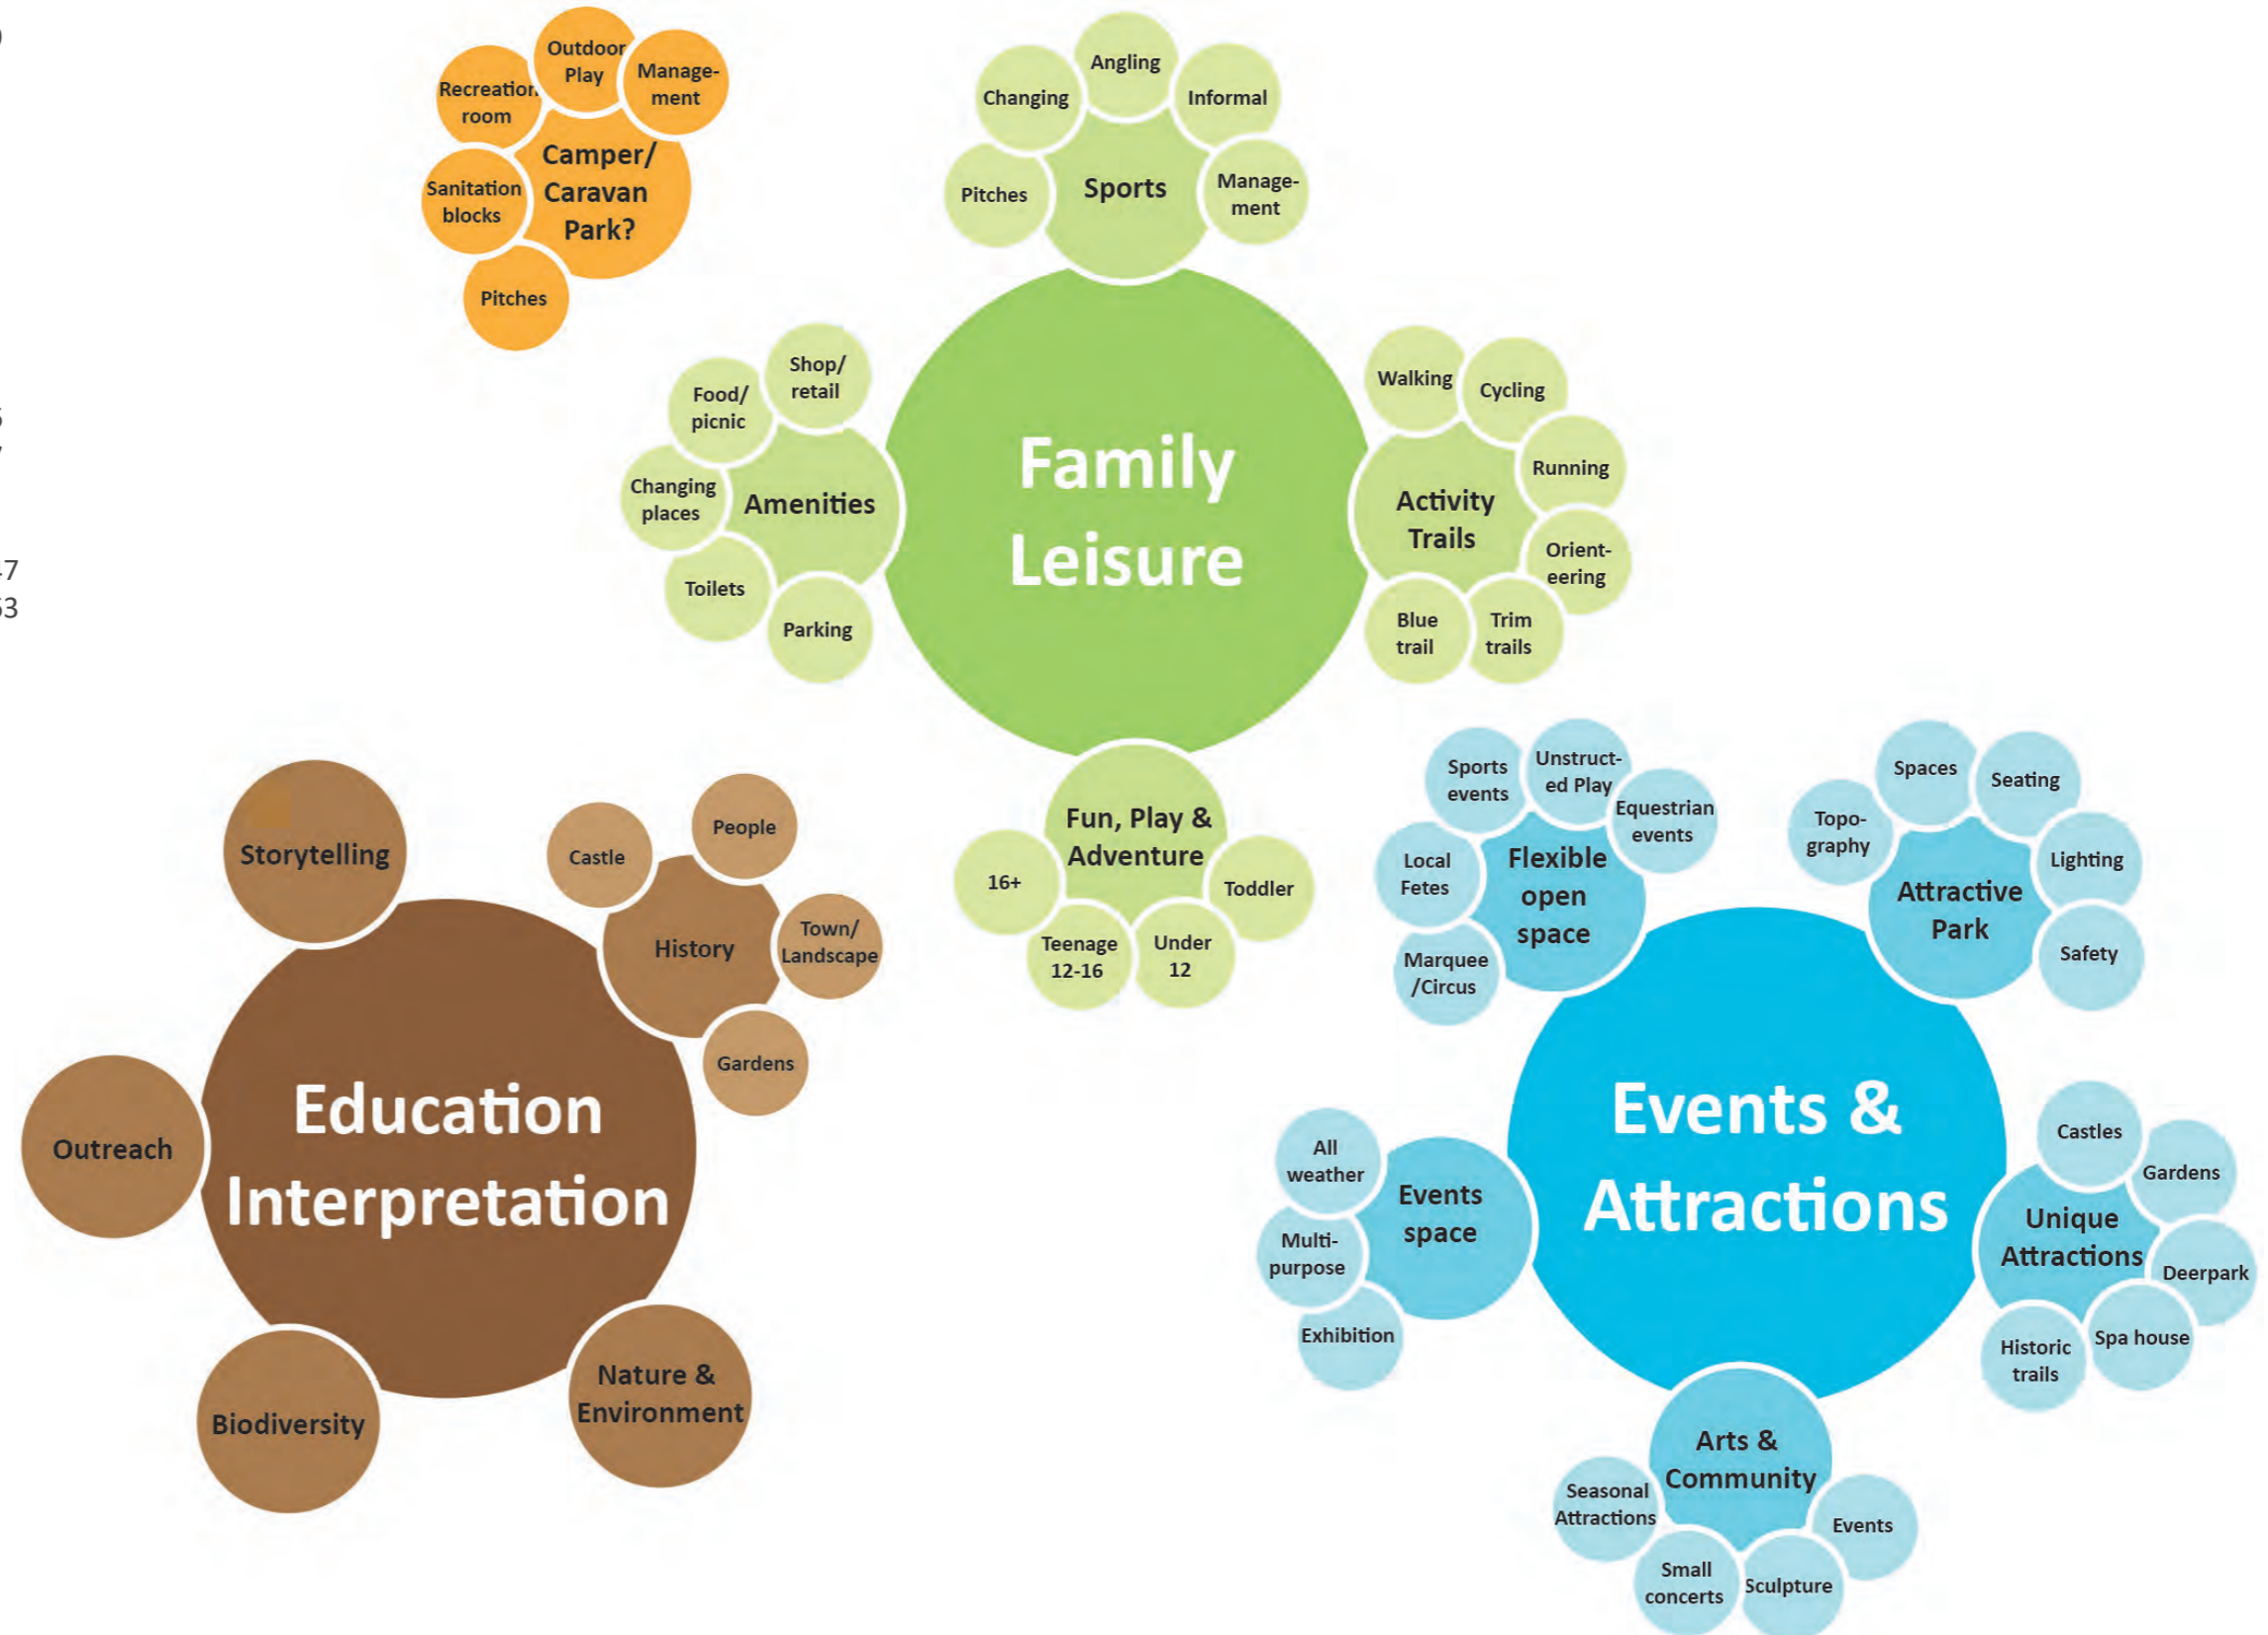 Outdoor
Play
Manage-
ment
Recreation
room
Camper/
Caravan
Park?
Sanitation
blocks
Pitches
Angling
Changing
Informal
Pitches
Sports
Manage-
ment
Family
Leisure
Shop/
retail
Food/
picnic
Changing
places
Amenities
Toilets
Parking
Walking
Cycling
Running
Activity
Trails
Orient-
eering
Blue
trail
Trim
trails
Fun, Play &
Adventure
16+
Teenage
12-16
Under
12
Toddler
47
53
Storytelling
Castle
People
History
Town/
Landscape
Gardens
Education
Interpretation
Outreach
Biodiversity
Nature &
Environment
Sports
events
Unstruct-
ed Play
Equestrian
events
Local
Fetes
Flexible
open
space
Marquee
/Circus
Spaces
Seating
Topo-
graphy
Lighting
Attractive
Park
Safety
Events &
Attractions
All
weather
Events
space
Multi-
purpose
Exhibition
Castles
Gardens
Unique
Attractions
Deerpark
Spa house
Historic
trails
Arts &
Community
Seasonal
Attractions
Small
concerts
Sculpture
Events